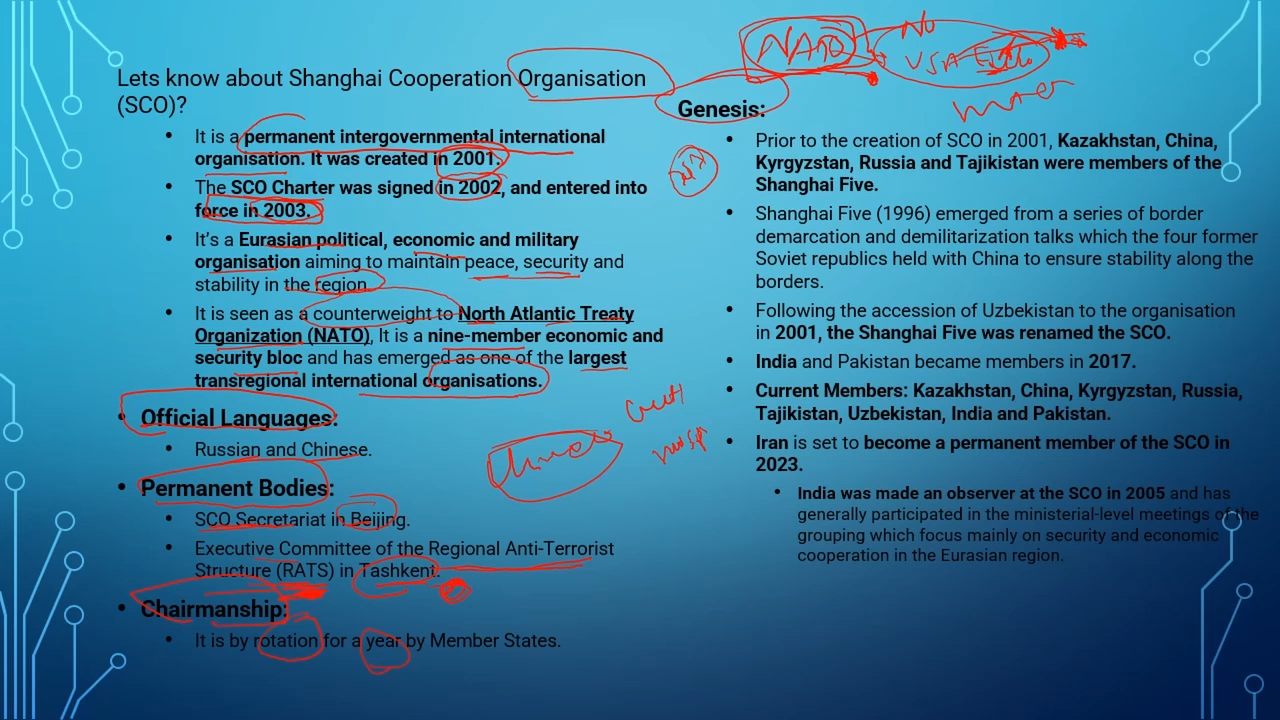 Lets know about Shanghai Cooperation Organisation
(SCO)?
• It is a permanent intergovernmental international
organisation. It was created in 2001.
• The SCO Charter was signed in 2002, and entered into
force in 2003.
• It’s a Eurasian political, economic and military
organisation aiming to maintain peace, security and
stability in the region.
• It is seen as a counterweight to North Atlantic Treaty
Organization (NATO), It is a nine-member economic and
security bloc and has emerged as one of the largest
transregional international organisations.
• Official Languages:
• Russian and Chinese.
• Permanent Bodies:
• SCO Secretariat in Beijing.
• Executive Committee of the Regional Anti-Terrorist
Structure (RATS) in Tashkent.
• Chairmanship:
• It is by rotation for a year by Member States.
NATO
No
USA
Genesis:
• Prior to the creation of SCO in 2001, Kazakhstan, China,
Kyrgyzstan, Russia and Tajikistan were members of the
Shanghai Five.
• Shanghai Five (1996) emerged from a series of border
demarcation and demilitarization talks which the four former
Soviet republics held with China to ensure stability along the
borders.
• Following the accession of Uzbekistan to the organisation
in 2001, the Shanghai Five was renamed the SCO.
• India and Pakistan became members in 2017.
• Current Members: Kazakhstan, China, Kyrgyzstan, Russia,
Tajikistan, Uzbekistan, India and Pakistan.
• Iran is set to become a permanent member of the SCO in
2023.
• India was made an observer at the SCO in 2005 and has
generally participated in the ministerial-level meetings of the
grouping which focus mainly on security and economic
cooperation in the Eurasian region.